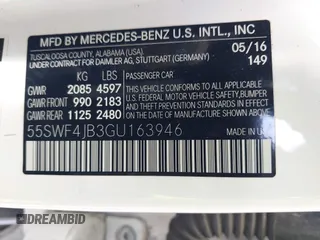 MFD BY MERCEDES-BENZ U.S. INTL., INC
TUSCALOOSA COUNTY, ALABAMA (USA). 05/16
UNDER CONTRACT FOR DAIMLER AG, STUTTGART (GERMANY) 149
KG LBS
GVWR 2085 4597
GAWR FRONT 990 2183
GAWR REAR 1125 2480
PASSENGER CAR
THIS VEHICLE CONFORMS TO ALL APPLICABLE
U.S. FEDERAL MOTOR VEHICLE SAFETY, BUMPER,
AND THEFT PREVENTION STANDARDS IN EFFECT
ON THE DATE OF MANUFACTURE SHOWN ABOVE.
55SWF4JB3GU163946
DREAMBID